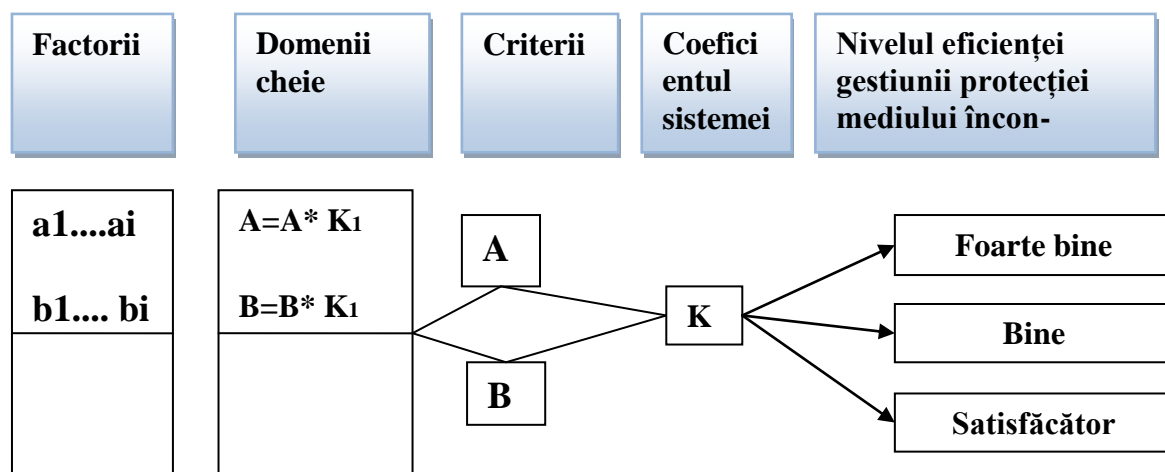 Factorii
Domenii
cheie
Criterii
Coefici
entul
sistemei
Nivelul eficienței
gestiunii protecției
mediului încon-
a1....ai
b1.... bi
A=A* K1
B=B* K1
A
B
K
Foarte bine
Bine
Satisfăcător